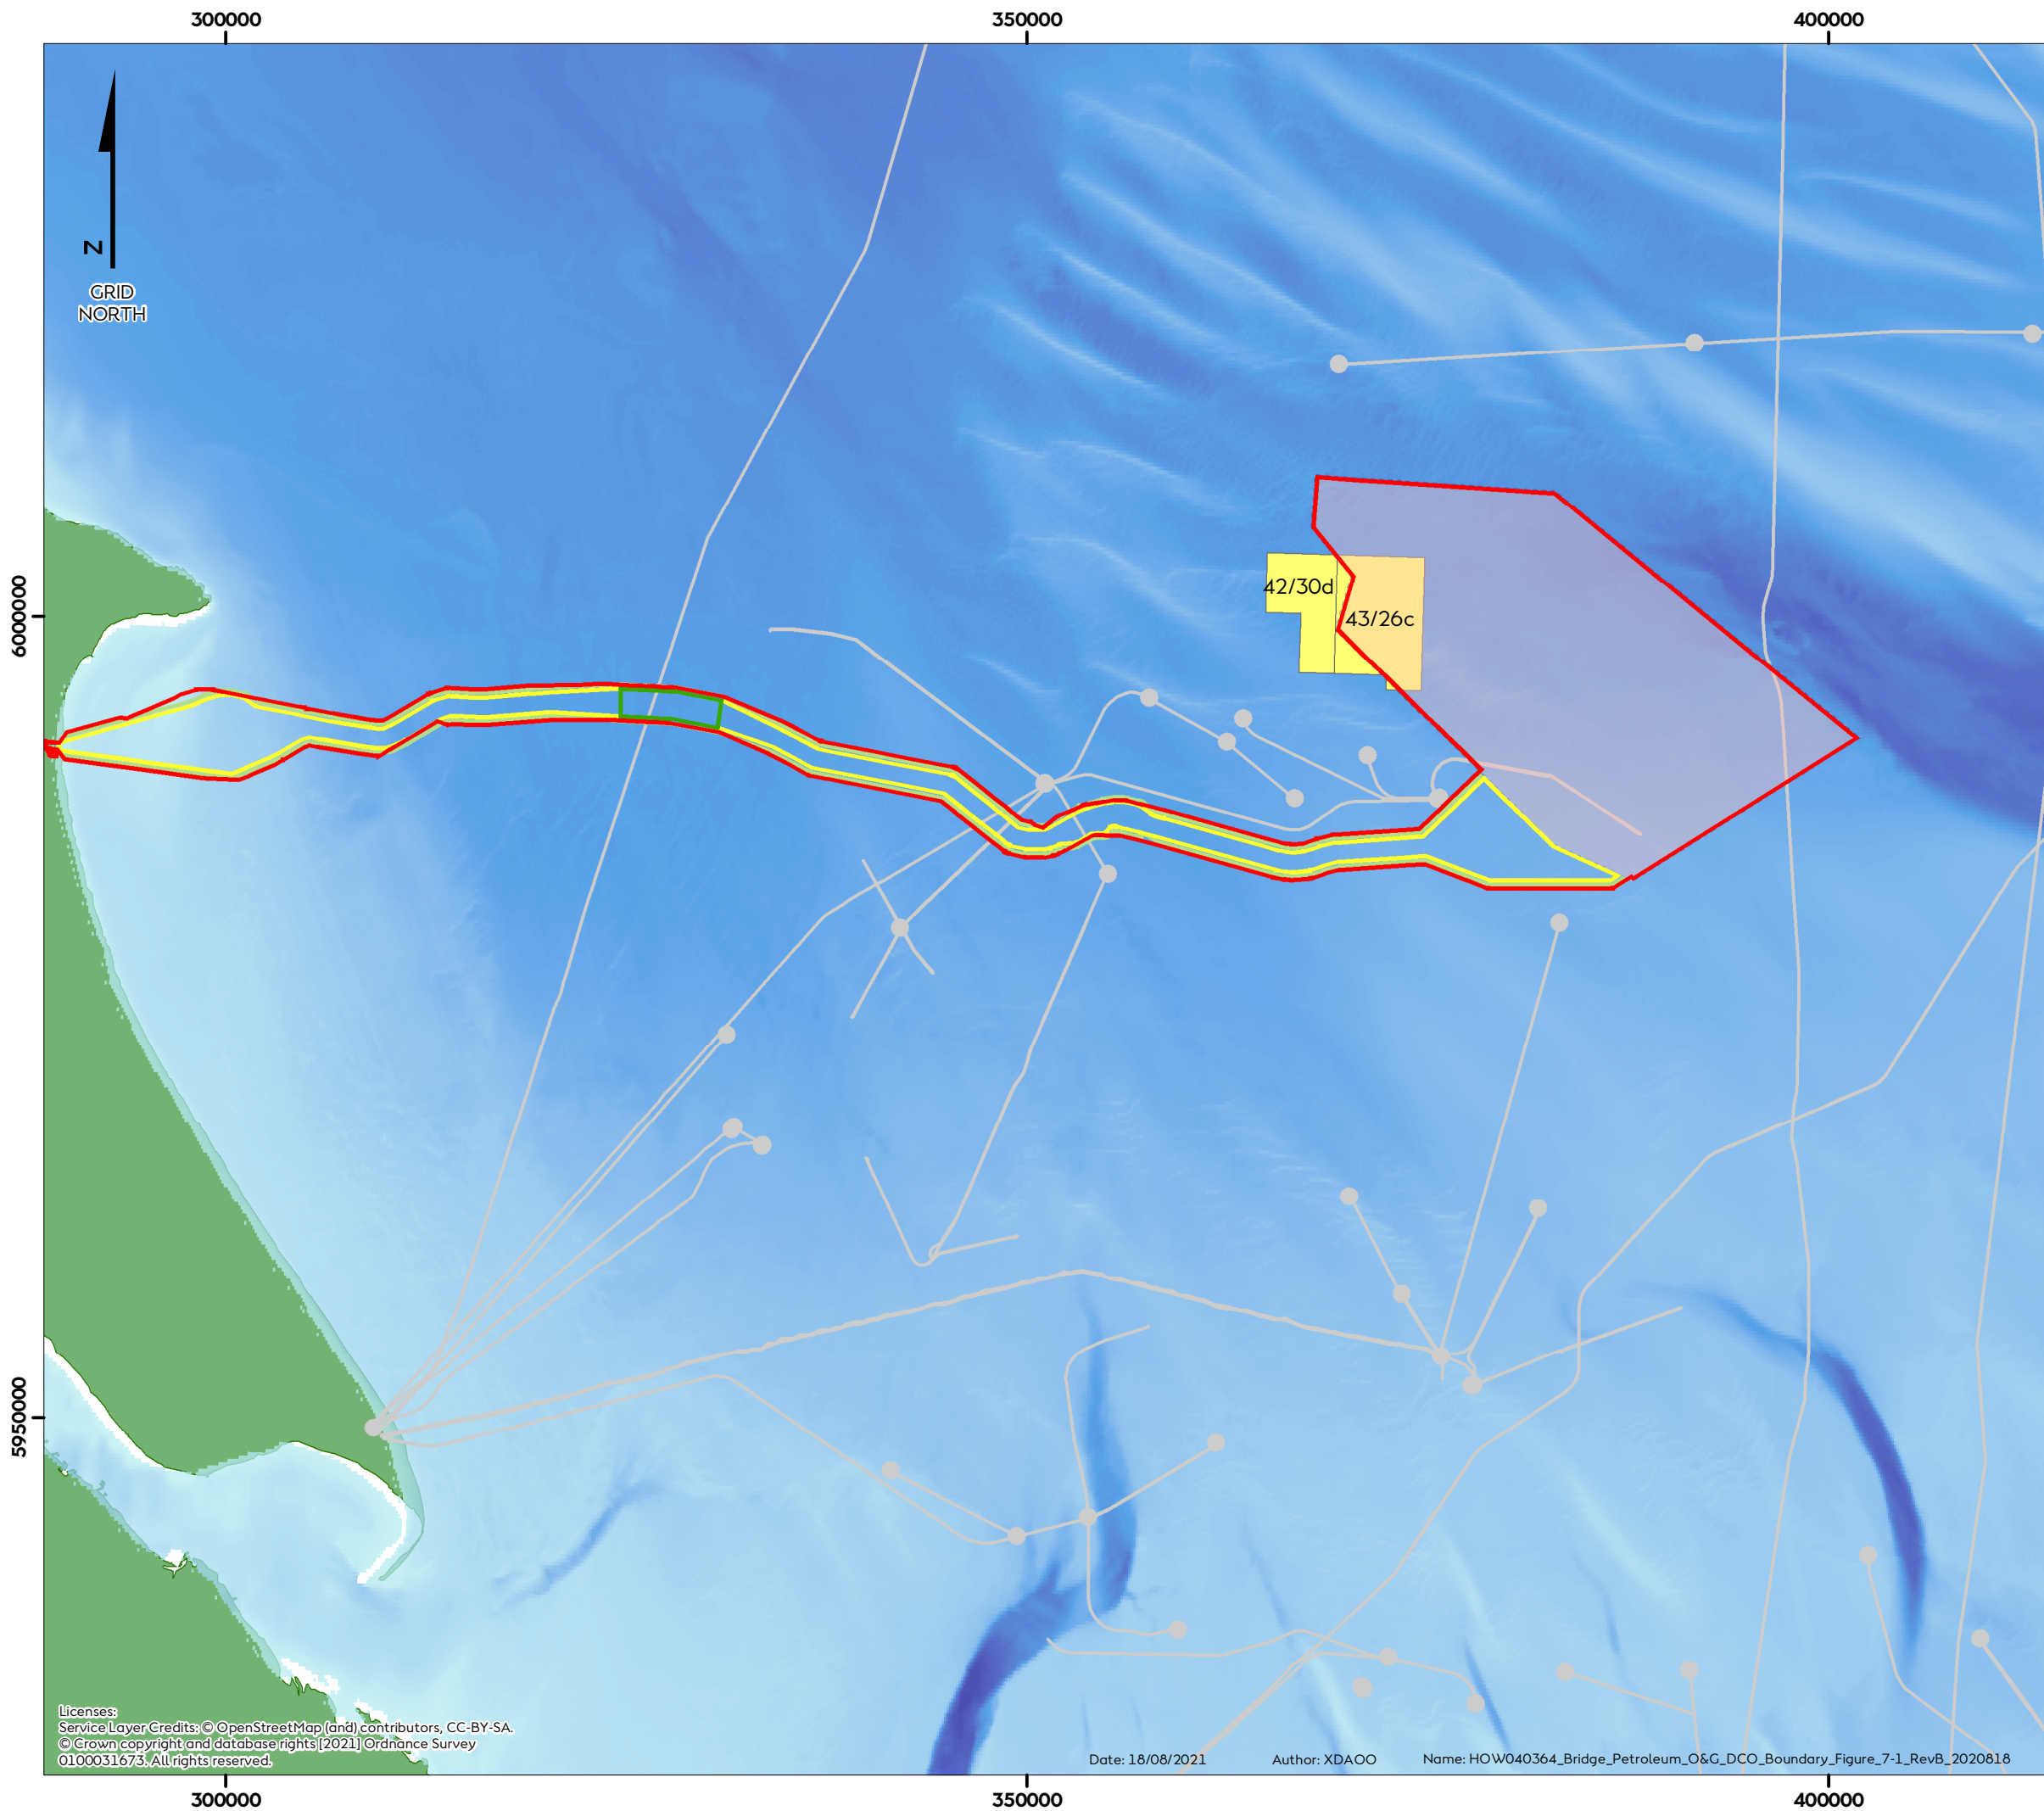 300000
350000
400000
N
GRID
NORTH
6000000
42/30d
43/26c
5950000
Licenses:
Service Layer Credits: © OpenStreetMap (and) contributors, CC-BY-SA.
© Crown copyright and database rights [2021] Ordnance Survey
0100031673. All rights reserved.
Date: 18/08/2021
Author: XDAOO
Name: HOW040364_Bridge_Petroleum_O&G_DCO_Boundary_Figure_7-1_RevB_2020818
300000
350000
400000